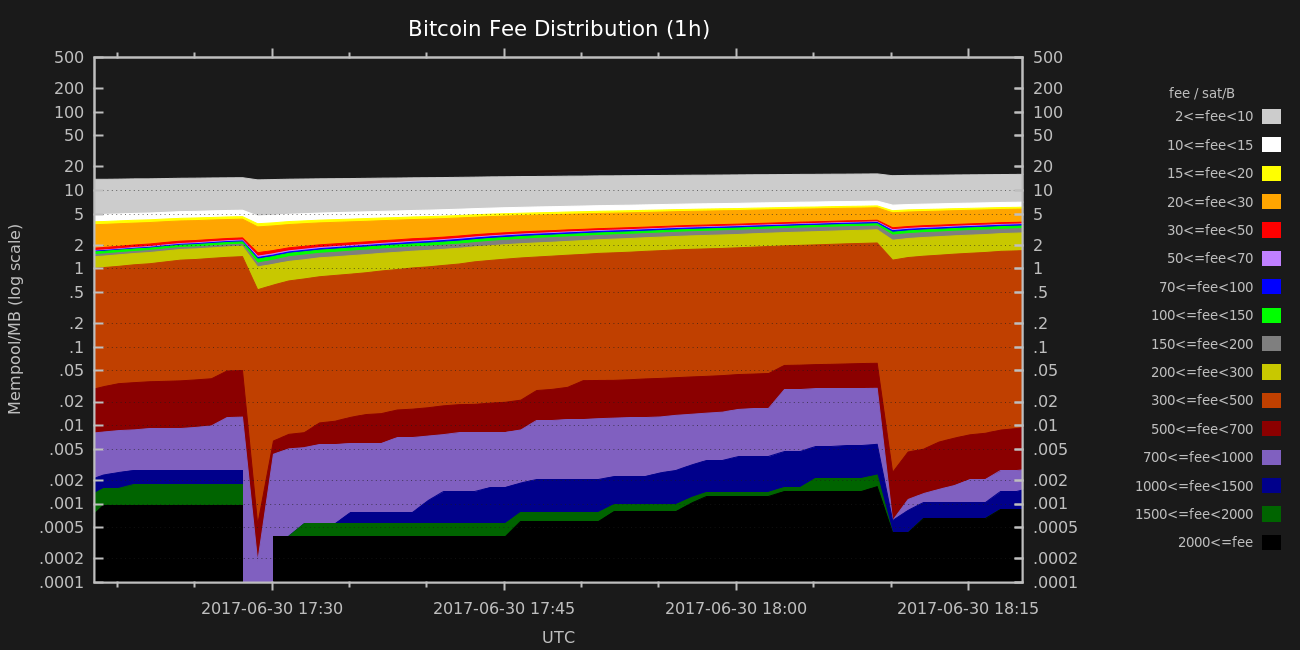 Bitcoin Fee Distribution (1h)
500 500
200 200
100 100
50 50
20 20
10 10
5 5
2 2
1 1
.5 .5
.2 .2
.1 .1
.05 .05
.02 .02
.01 .01
.005 .005
.002 .002
.001 .001
.0005 .0005
.0002 .0002
.0001 .0001
Mempool/MB (log scale)
2017-06-30 17:30 2017-06-30 17:45 2017-06-30 18:00 2017-06-30 18:15
UTC
fee / sat/B
2<=fee<10
10<=fee<15
15<=fee<20
20<=fee<30
30<=fee<50
50<=fee<70
70<=fee<100
100<=fee<150
150<=fee<200
200<=fee<300
300<=fee<500
500<=fee<700
700<=fee<1000
1000<=fee<1500
1500<=fee<2000
2000<=fee